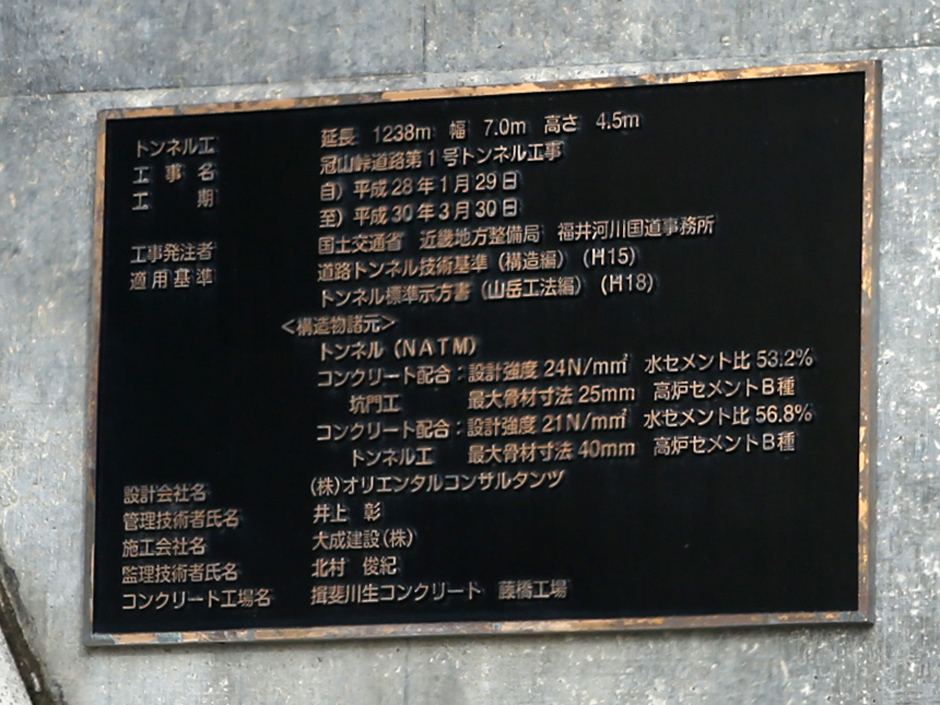 トンネル工 延長 1238m 幅 7.0m 高さ 4.5m
工事名 冠山峠道路第1号トンネル工事
工期 自) 平成28年1月29日
至) 平成30年3月30日
工事発注者 国土交通省 近畿地方整備局 福井河川国道事務所
適用基準 道路トンネル技術基準(構造編) (H15)
トンネル標準示方書(山岳工法編) (H18)
<構造物諸元>
トンネル(NATM)
コンクリート配合:設計強度 24N/mm² 水セメント比 53.2%
坑門工 最大骨材寸法 25mm 高炉セメントB種
コンクリート配合:設計強度 21N/mm² 水セメント比 56.8%
トンネル工 最大骨材寸法 40mm 高炉セメントB種
設計会社名 (株)オリエンタルコンサルタンツ
管理技術者氏名 井上 彰
施工会社名 大成建設(株)
監理技術者氏名 北村 俊紀
コンクリート工場名 揖斐川生コンクリート 藤橋工場